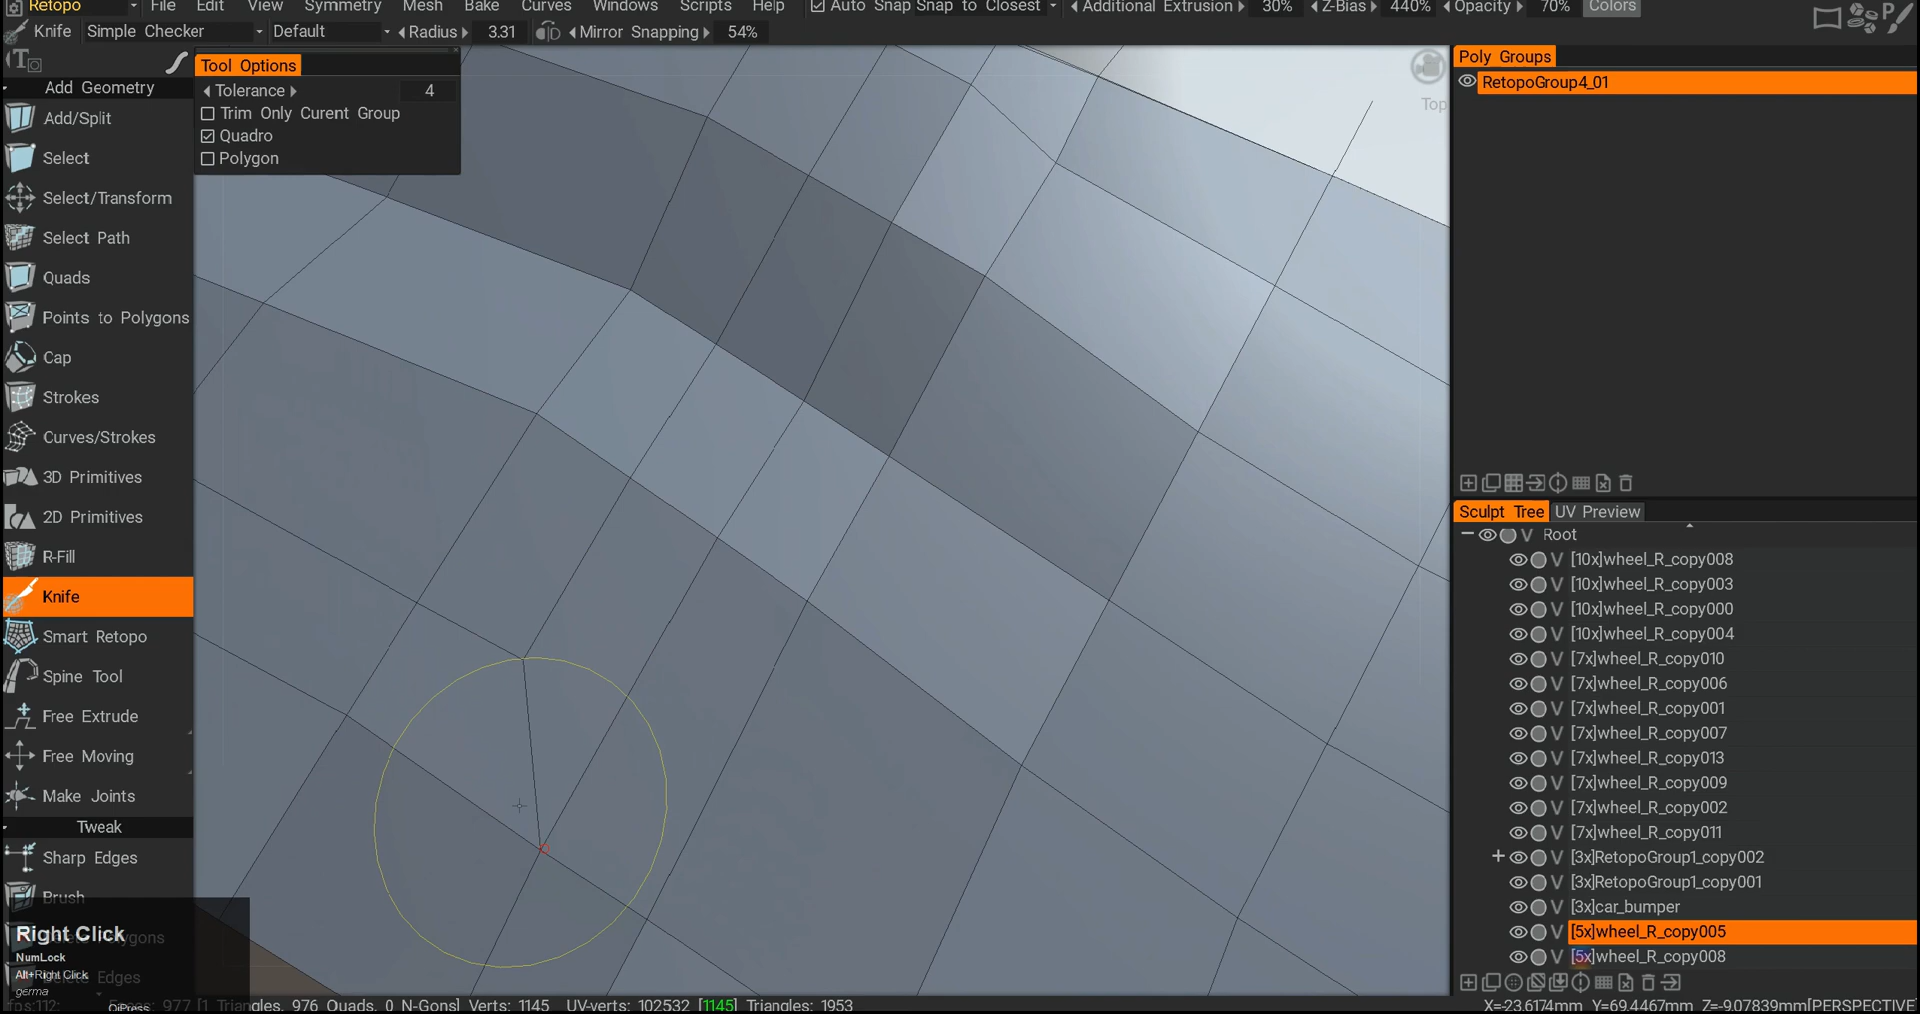 Retopo File Edit View Symmetry Mesh Bake Curves Windows Scripts Help Auto Snap Snap to Closest Additional Extrusion 30% Z-Bias 440% Opacity 70% Colors
Knife Simple Checker Default Radius 3.31 Mirror Snapping 54%
Tool Options
Tolerance 4
Trim Only Curent Group
Quadro
Polygon
Add Geometry
Add/Split
Select
Select/Transform
Select Path
Quads
Points to Polygons
Cap
Strokes
Curves/Strokes
3D Primitives
2D Primitives
R-Fill
Knife
Smart Retopo
Spine Tool
Free Extrude
Free Moving
Make Joints
Tweak
Sharp Edges
Brush
Right Click
NumLock
Alt+Right Click
germa
Top
Poly Groups
RetopoGroup4_01
Sculpt Tree UV Preview
Root
V [10x]wheel_R_copy008
V [10x]wheel_R_copy003
V [10x]wheel_R_copy000
V [10x]wheel_R_copy004
V [7x]wheel_R_copy010
V [7x]wheel_R_copy006
V [7x]wheel_R_copy001
V [7x]wheel_R_copy007
V [7x]wheel_R_copy013
V [7x]wheel_R_copy009
V [7x]wheel_R_copy002
V [7x]wheel_R_copy011
V [3x]RetopoGroup1_copy002
V [3x]RetopoGroup1_copy001
V [3x]car_bumper
V [5x]wheel_R_copy005
V [5x]wheel_R_copy008
fps:112; Faces: 977 [1 Triangles, 976 Quads, 0 N-Gons] Verts: 1145 UV-verts: 102532 [1145] Triangles: 1953
X=-23.6174mm Y=69.4467mm Z=-9.07839mm[PERSPECTIVE